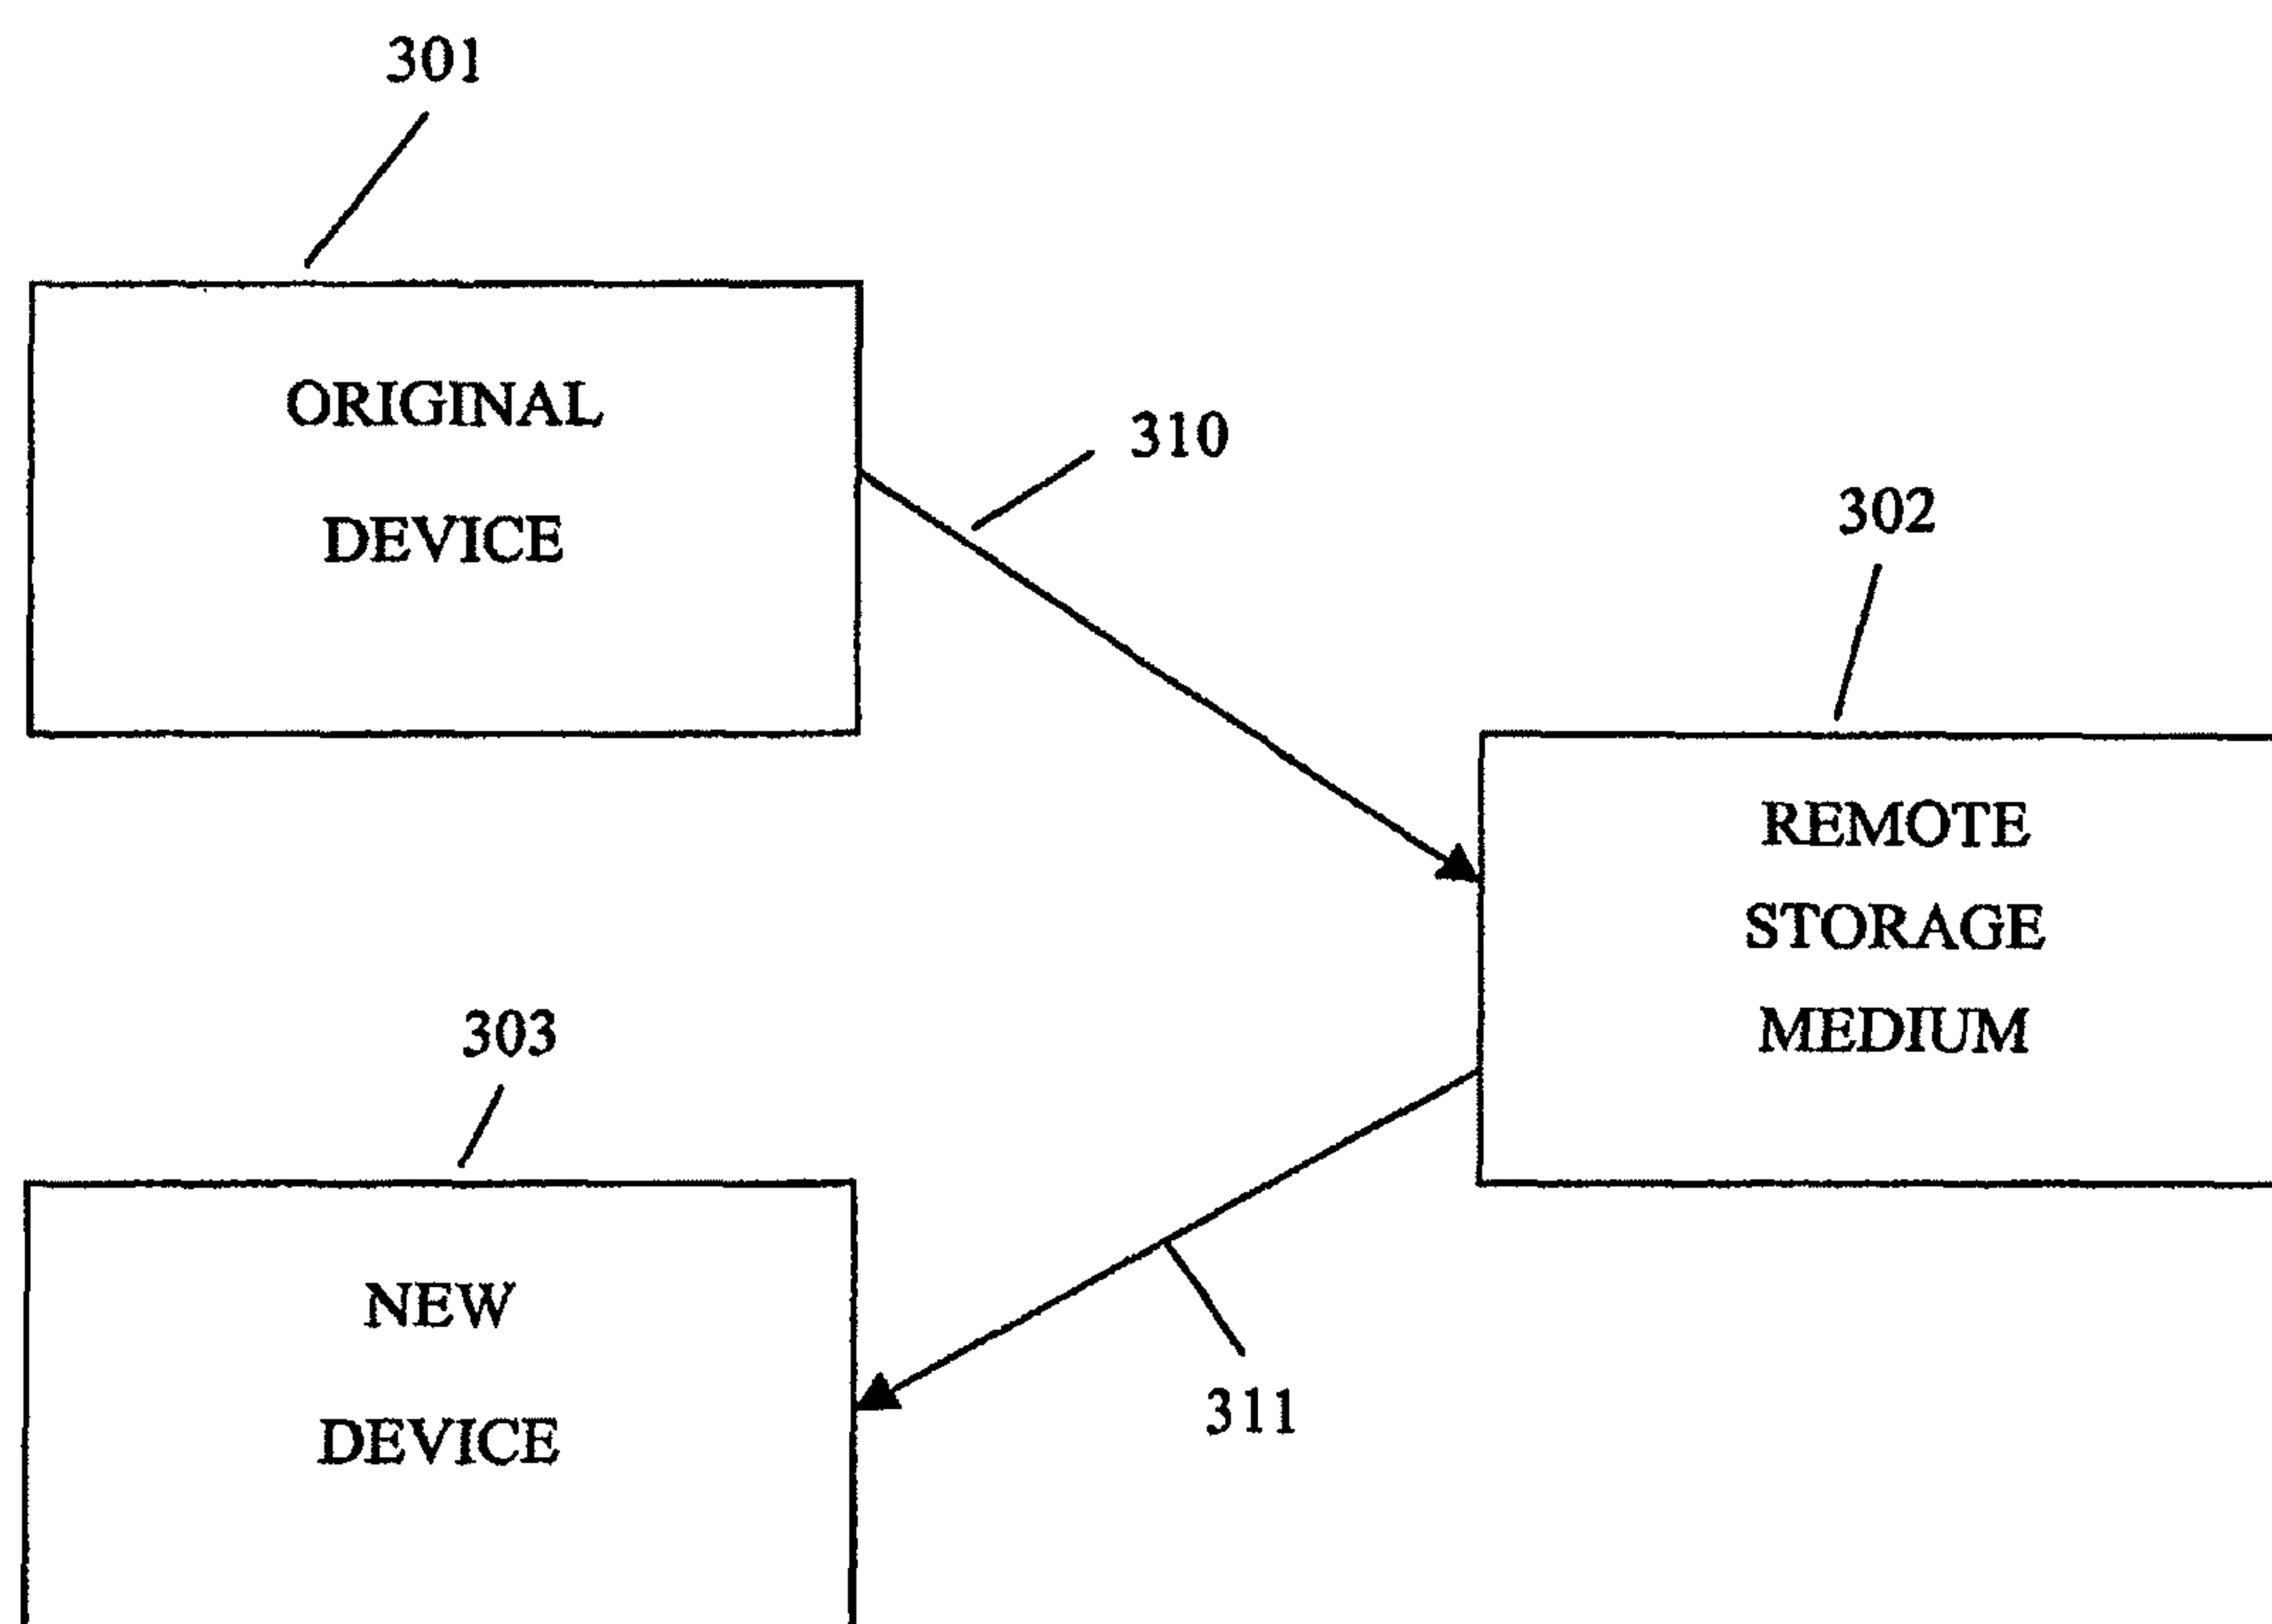 301
ORIGINAL
DEVICE
310
302
REMOTE
STORAGE
MEDIUM
303
NEW
DEVICE
311